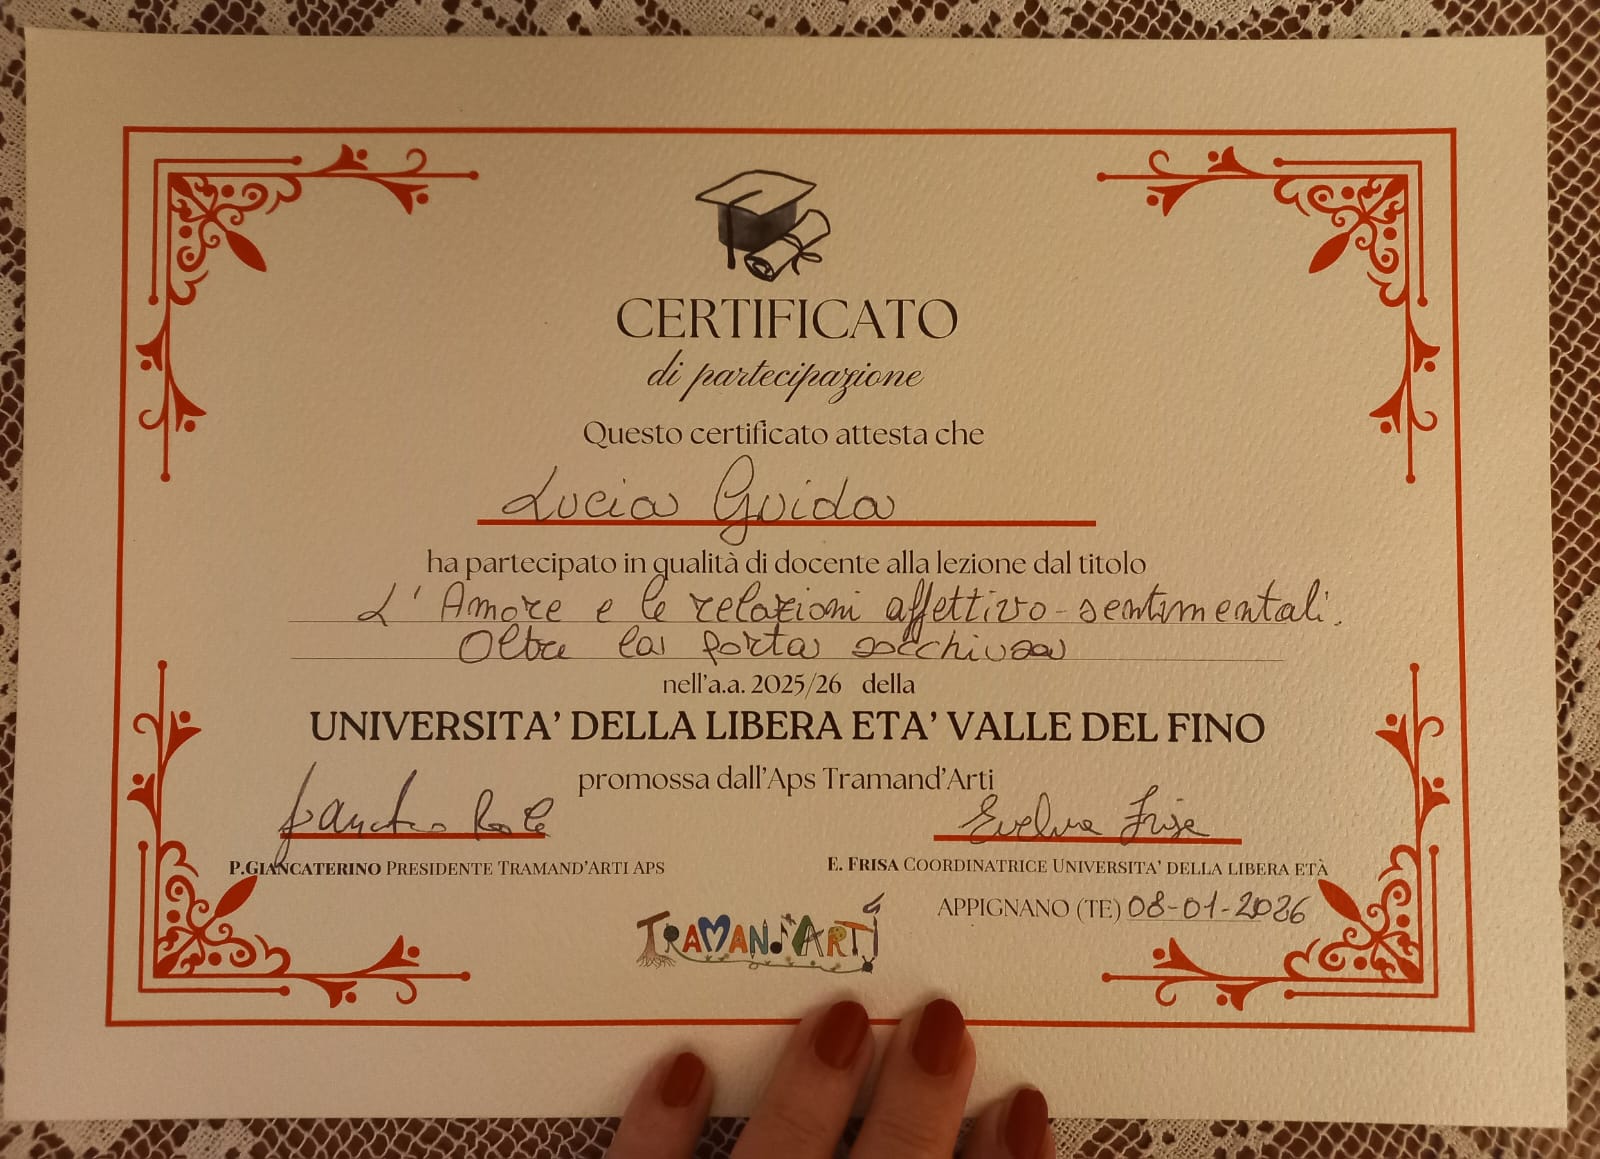 CERTIFICATO
di partecipazione
Questo certificato attesta che
Lucia Guida
ha partecipato in qualità di docente alla lezione dal titolo
L'Amore e le relazioni affettivo-sentimentali.
Oltre la porta socchiusa
nell'a.a. 2025/26 della
UNIVERSITA' DELLA LIBERA ETA' VALLE DEL FINO
promossa dall'Aps Tramand'Arti
Evelina Frisa
P.GIANCATERINO PRESIDENTE TRAMAND'ARTI APS
E. FRISA COORDINATRICE UNIVERSITA' DELLA LIBERA ETÀ
APPIGNANO (TE) 08-01-2026
TRAMAND'ARTI